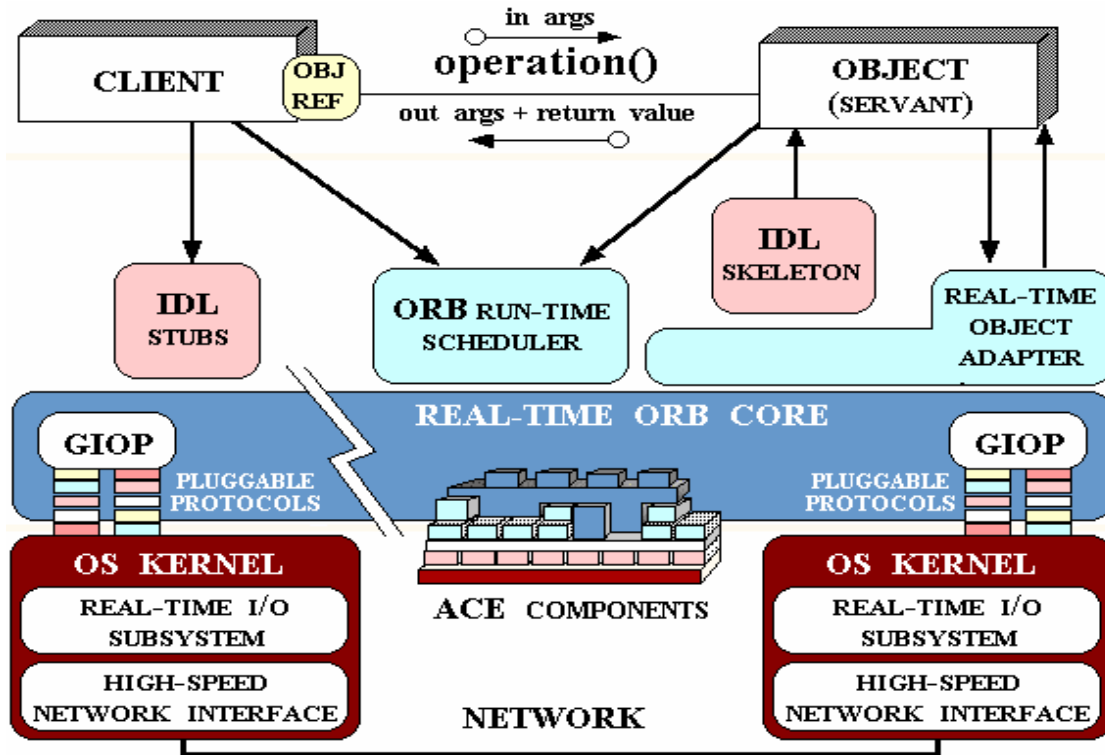 in args
CLIENT
OBJ
REF
operation()
out args + return value
OBJECT
(SERVANT)
IDL
STUBS
ORB RUN-TIME
SCHEDULER
IDL
SKELETON
REAL-TIME
OBJECT
ADAPTER
REAL-TIME ORB CORE
GIOP
PLUGGABLE
PROTOCOLS
GIOP
PLUGGABLE
PROTOCOLS
OS KERNEL
REAL-TIME I/O
SUBSYSTEM
HIGH-SPEED
NETWORK INTERFACE
ACE COMPONENTS
NETWORK
OS KERNEL
REAL-TIME I/O
SUBSYSTEM
HIGH-SPEED
NETWORK INTERFACE